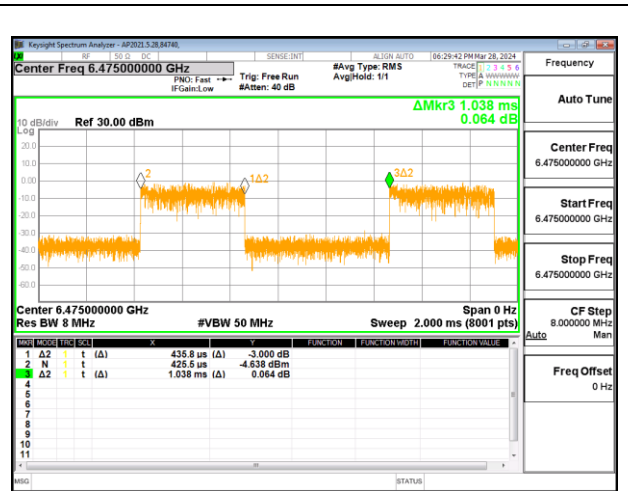 Keysight Spectrum Analyzer - AP2021.5.28,84740,
RF 50 Ω DC SENSE:INT ALIGN AUTO 06:29:42 PM Mar 28, 2024
Center Freq 6.475000000 GHz
PNO: Fast
IFGain:Low
Trig: Free Run
#Atten: 40 dB
#Avg Type: RMS
Avg|Hold: 1/1
TRACE 1 2 3 4 5 6
TYPE A WWWWW
DET P N N N N N
Frequency
ΔMkr3 1.038 ms
0.064 dB
10 dB/div Ref 30.00 dBm
Log
20.0
10.0
0.00
-10.0
-20.0
-30.0
-40.0
-50.0
-60.0
2
1Δ2
3Δ2
Center 6.475000000 GHz Span 0 Hz
Res BW 8 MHz #VBW 50 MHz Sweep 2.000 ms (8001 pts)
MKR MODE TRC SCL X Y FUNCTION FUNCTION WIDTH FUNCTION VALUE
1 Δ2 1 t (Δ) 435.8 µs (Δ) -3.000 dB
2 N 1 t 425.5 µs -4.638 dBm
3 Δ2 1 t (Δ) 1.038 ms (Δ) 0.064 dB
4
5
6
7
8
9
10
11
MSG STATUS
Auto Tune
Center Freq
6.475000000 GHz
Start Freq
6.475000000 GHz
Stop Freq
6.475000000 GHz
CF Step
8.000000 MHz
Auto Man
Freq Offset
0 Hz